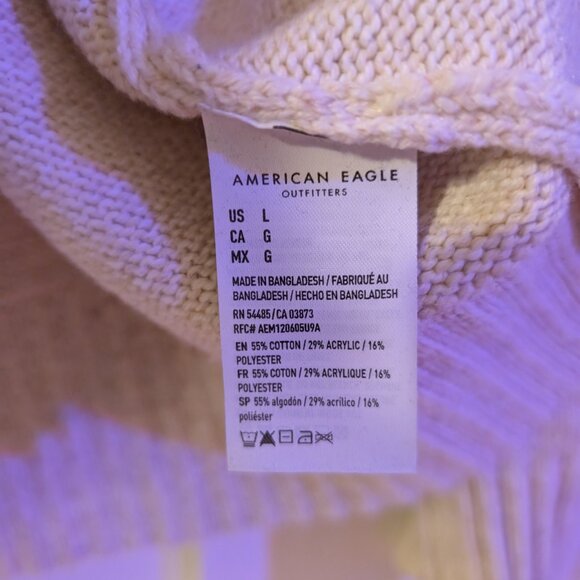 AMERICAN EAGLE
OUTFITTERS
US L
CA G
MX G
MADE IN BANGLADESH / FABRIQUÉ AU
BANGLADESH / HECHO EN BANGLADESH
RN 54485 / CA 03873
RFC# AEM120605U9A
EN 55% COTTON / 29% ACRYLIC / 16%
POLYESTER
FR 55% COTON / 29% ACRYLIQUE / 16%
POLYESTER
SP 55% algodón / 29% acrílico / 16%
poliéster